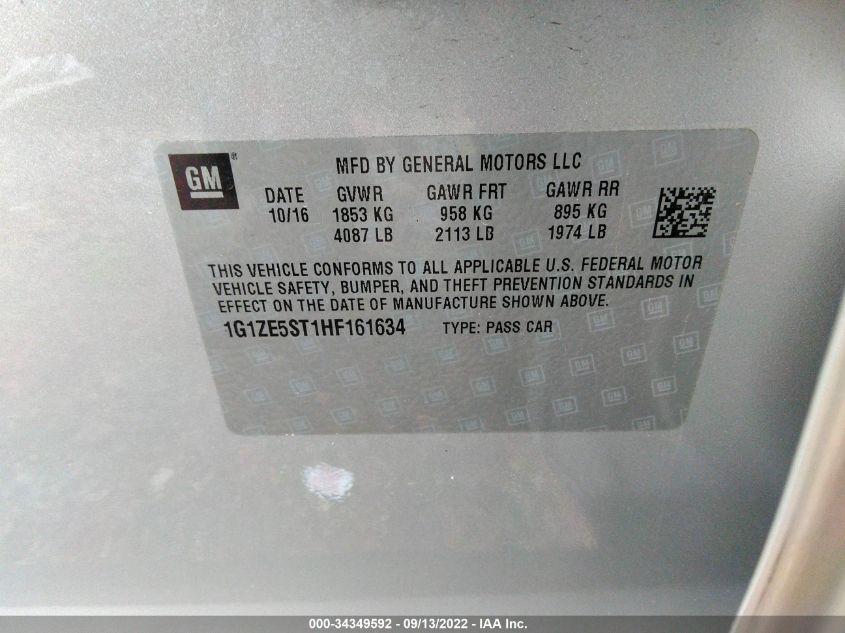 GM®
MFD BY GENERAL MOTORS LLC
DATE GVWR GAWR FRT GAWR RR
10/16 1853 KG 958 KG 895 KG
4087 LB 2113 LB 1974 LB
THIS VEHICLE CONFORMS TO ALL APPLICABLE U.S. FEDERAL MOTOR
VEHICLE SAFETY, BUMPER, AND THEFT PREVENTION STANDARDS IN
EFFECT ON THE DATE OF MANUFACTURE SHOWN ABOVE.
1G1ZE5ST1HF161634 TYPE: PASS CAR
000-34349592 - 09/13/2022 - IAA Inc.